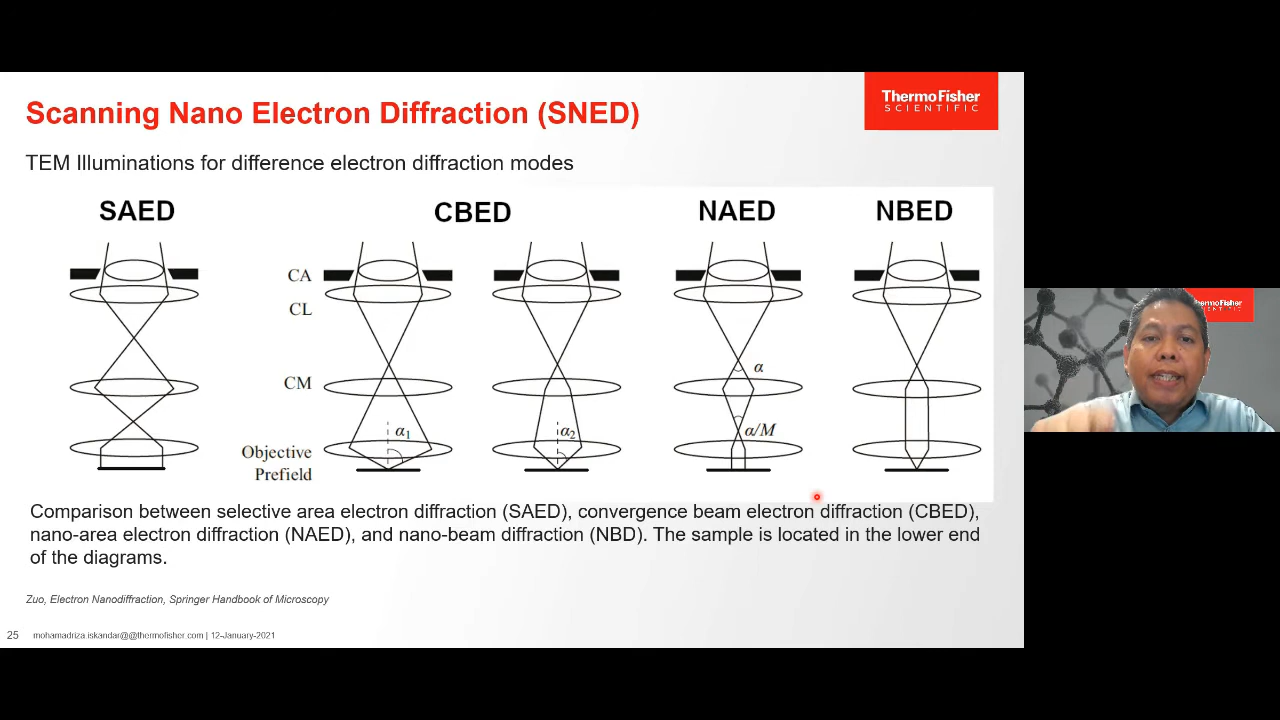 Scanning Nano Electron Diffraction (SNED)
ThermoFisher
SCIENTIFIC
TEM Illuminations for difference electron diffraction modes
SAED
CBED
NAED
NBED
CA
CL
CM
Objective
Prefield
α1
α2
α
α/M
Comparison between selective area electron diffraction (SAED), convergence beam electron diffraction (CBED),
nano-area electron diffraction (NAED), and nano-beam diffraction (NBD). The sample is located in the lower end
of the diagrams.
Zuo, Electron Nanodiffraction, Springer Handbook of Microscopy
25 mohamadriza.iskandar@@thermofisher.com | 12-January-2021
ThermoFisher
SCIENTIFIC